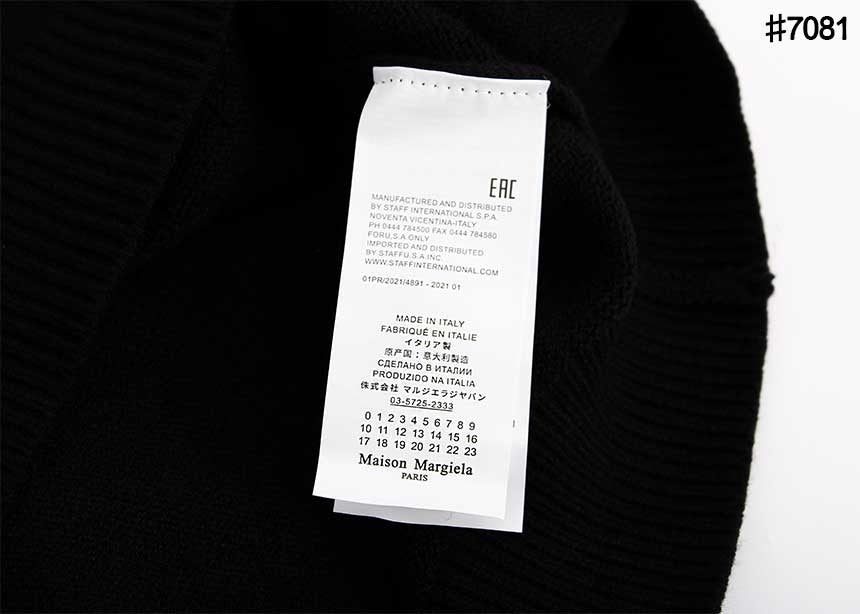 #7081
EAC
MANUFACTURED AND DISTRIBUTED
BY STAFF INTERNATIONAL S.P.A.
NOVENTA VICENTINA-ITALY
PH 0444 784500 FAX 0444 784580
FORU,S.A.ONLY
IMPORTED AND DISTRIBUTED
BY STAFFU.S.A INC.
WWW.STAFFINTERNATIONAL.COM
01PR/2021/4891 - 2021 01
MADE IN ITALY
FABRIQUÉ EN ITALIE
イタリア製
原产国：意大利製造
СДЕЛАНО В ИТАЛИИ
PRODUZIDO NA ITALIA
株式会社 マルジエラジャパン
03-5725-2333
0 1 2 3 4 5 6 7 8 9
10 11 12 13 14 15 16
17 18 19 20 21 22 23
Maison Margiela
PARIS